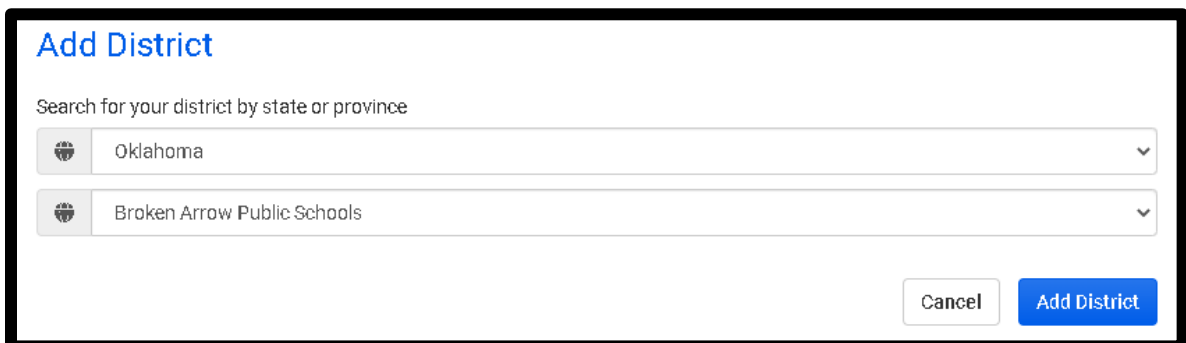 Add District
Search for your district by state or province
Oklahoma
Broken Arrow Public Schools
Cancel Add District